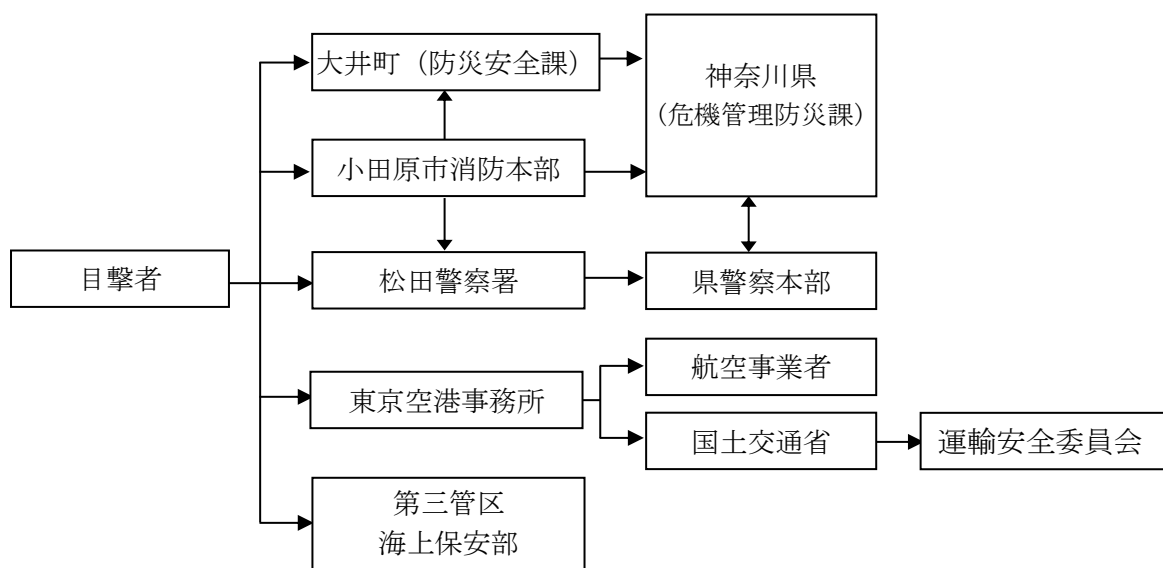 大井町（防災安全課）
神奈川県
（危機管理防災課）
小田原市消防本部
目撃者
松田警察署
県警察本部
航空事業者
東京空港事務所
国土交通省
運輸安全委員会
第三管区
海上保安部